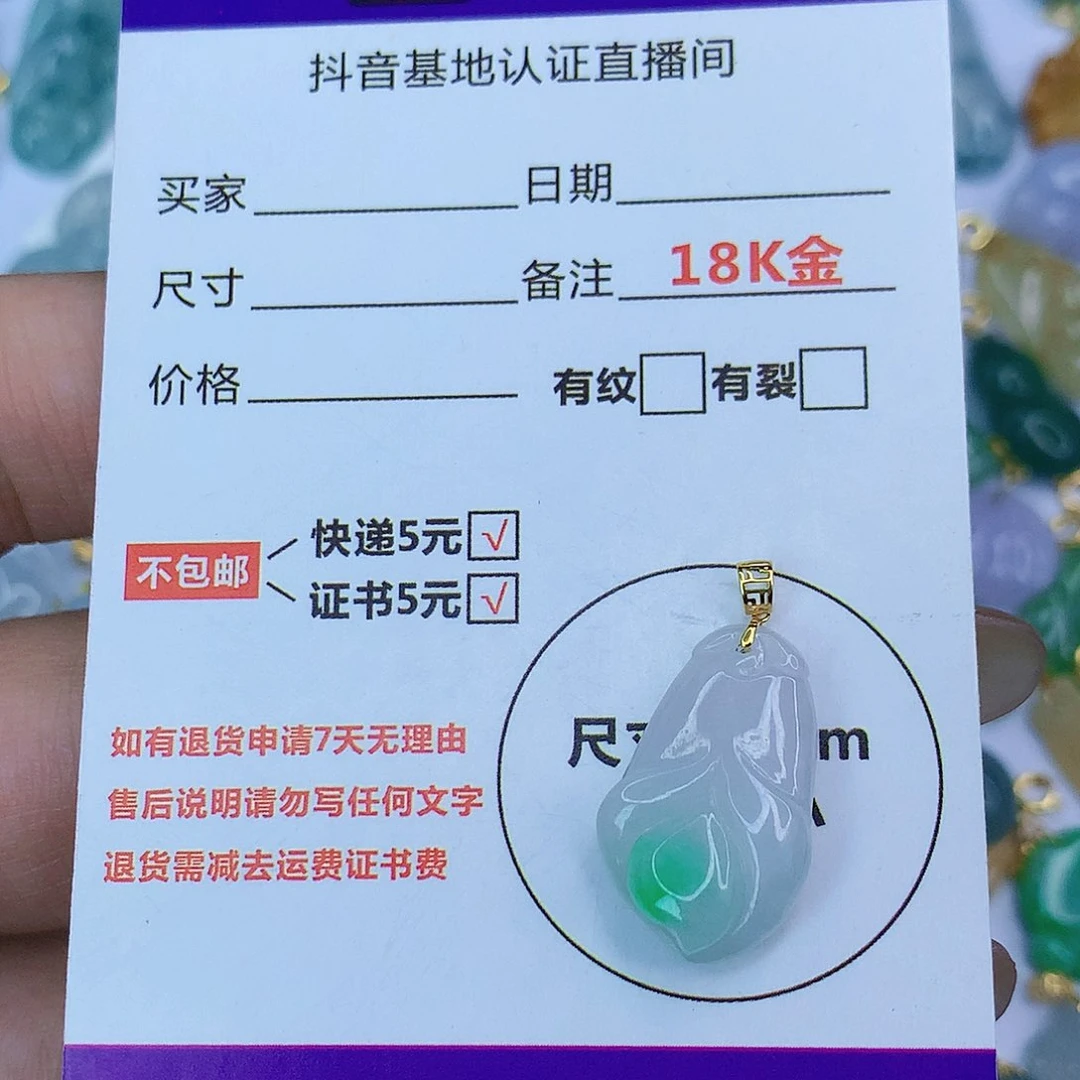 抖音基地认证直播间
买家 日期
尺寸 备注 18K金
价格 有纹 有裂
不包邮
快递5元 √
证书5元 √
如有退货申请7天无理由
售后说明请勿写任何文字
退货需减去运费证书费
尺 m